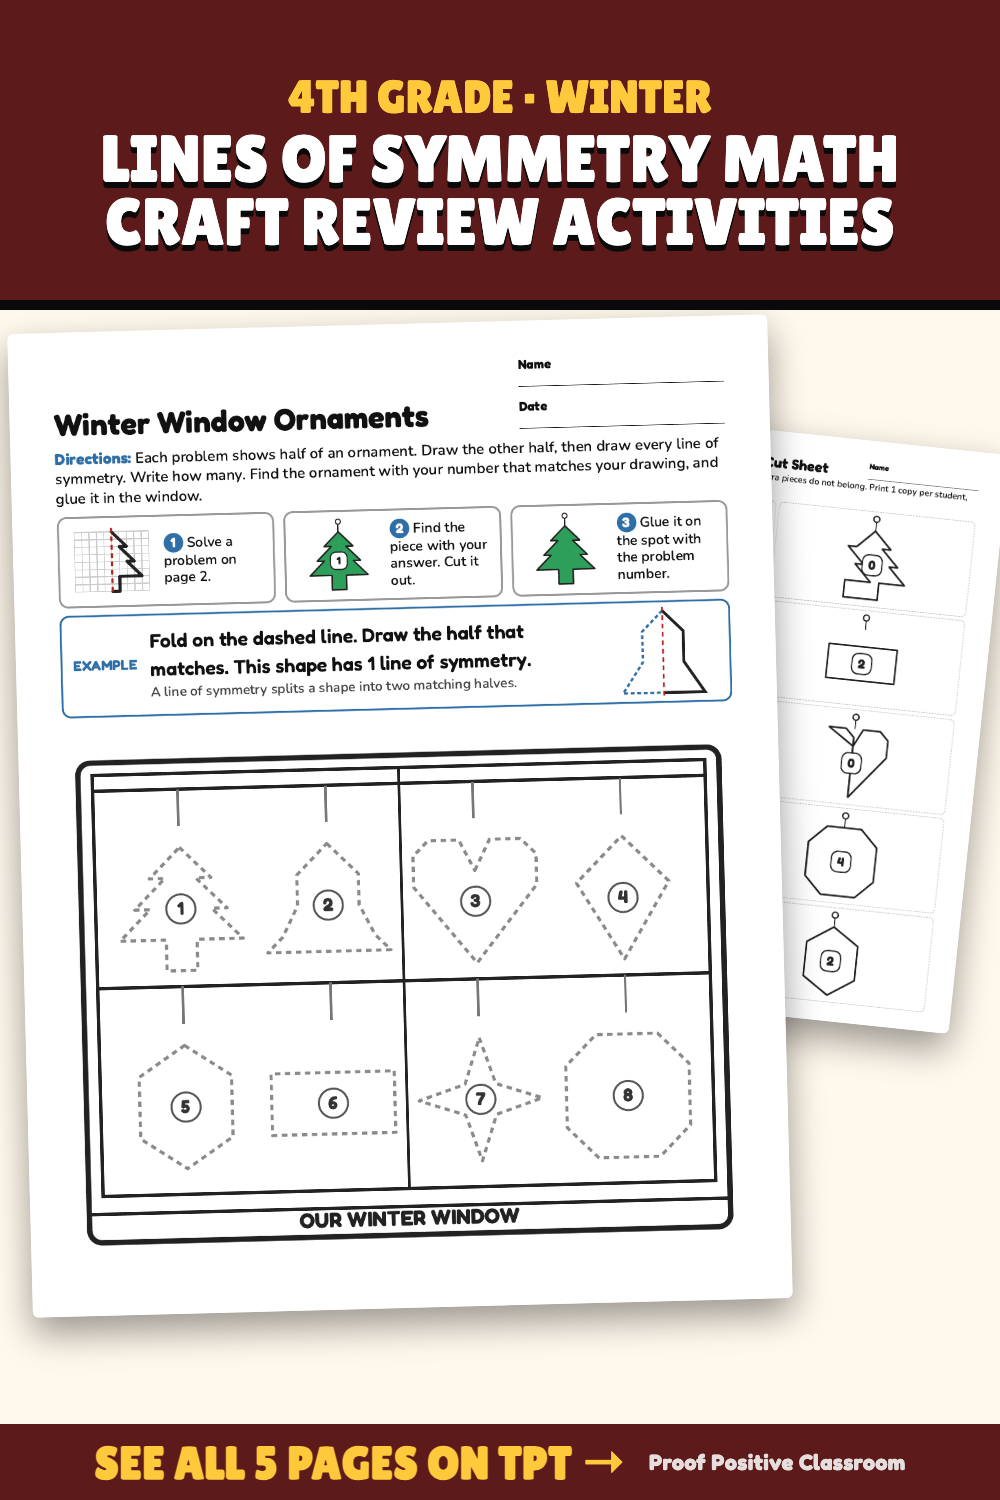 4TH GRADE · WINTER
LINES OF SYMMETRY MATH
CRAFT REVIEW ACTIVITIES
Name
Date
Winter Window Ornaments
Directions: Each problem shows half of an ornament. Draw the other half, then draw every line of
symmetry. Write how many. Find the ornament with your number that matches your drawing, and
glue it in the window.
1 Solve a
problem on
page 2.
1
2 Find the
piece with your
answer. Cut it
out.
3 Glue it on
the spot with
the problem
number.
EXAMPLE
Fold on the dashed line. Draw the half that
matches. This shape has 1 line of symmetry.
A line of symmetry splits a shape into two matching halves.
1
2
3
4
5
6
7
8
OUR WINTER WINDOW
Cut Sheet
Name
pieces do not belong. Print 1 copy per student,
0
2
0
4
2
SEE ALL 5 PAGES ON TPT →
Proof Positive Classroom